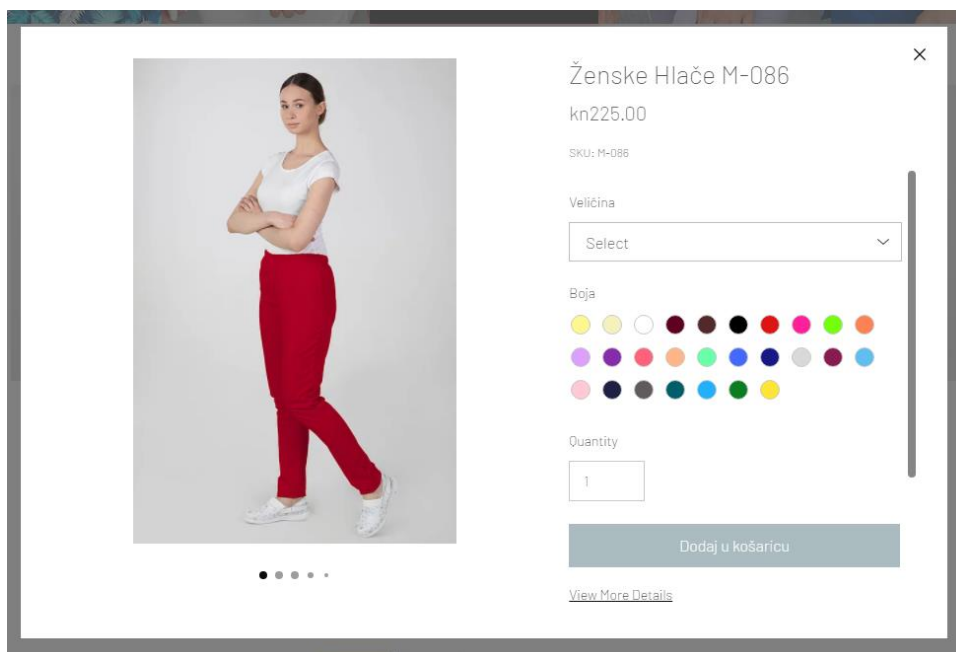 Ženske Hlače M-086
kn225.00
SKU: M-086
Veličina
Select
Boja
Quantity
1
Dodaj u košaricu
View More Details